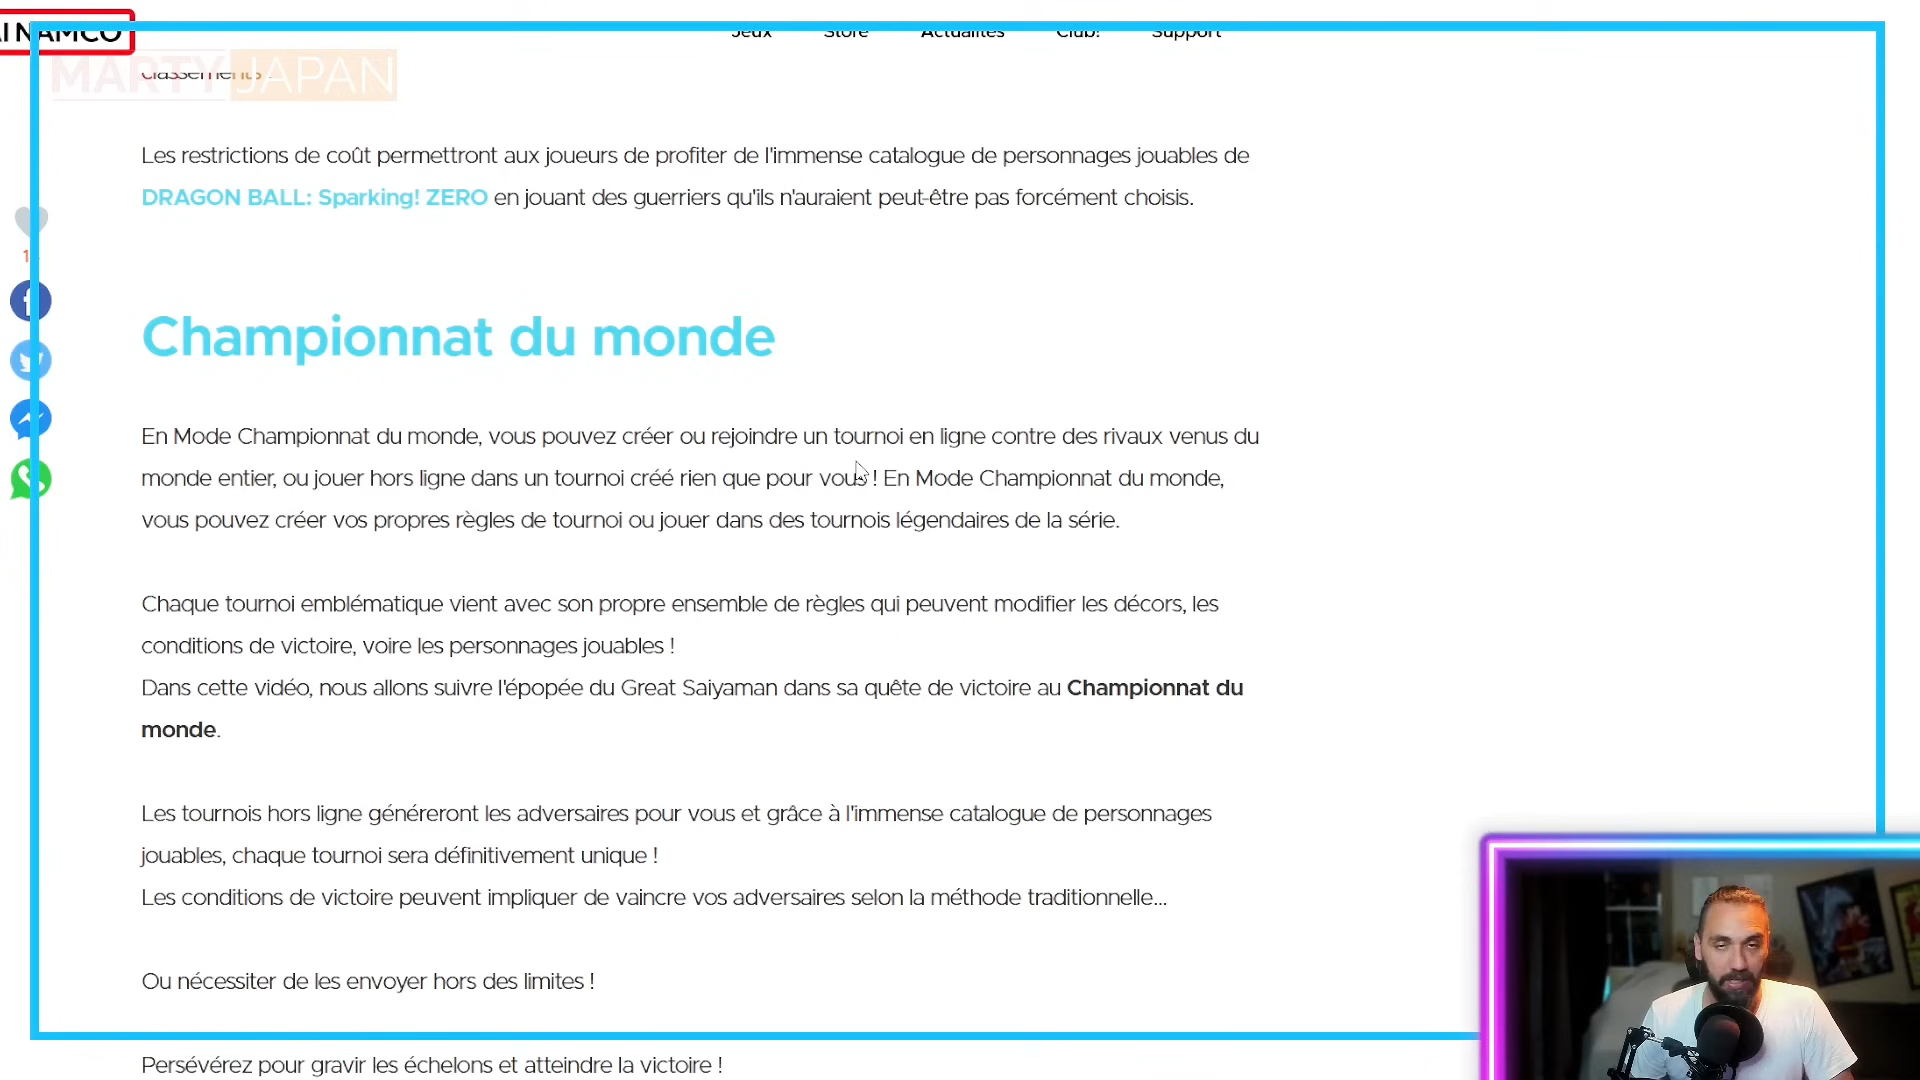 NAMCO
Jeux Store Actualités Club! Support
MARTY JAPAN
classements
Les restrictions de coût permettront aux joueurs de profiter de l'immense catalogue de personnages jouables de
DRAGON BALL: Sparking! ZERO en jouant des guerriers qu'ils n'auraient peut-être pas forcément choisis.
Championnat du monde
En Mode Championnat du monde, vous pouvez créer ou rejoindre un tournoi en ligne contre des rivaux venus du
monde entier, ou jouer hors ligne dans un tournoi créé rien que pour vous ! En Mode Championnat du monde,
vous pouvez créer vos propres règles de tournoi ou jouer dans des tournois légendaires de la série.
Chaque tournoi emblématique vient avec son propre ensemble de règles qui peuvent modifier les décors, les
conditions de victoire, voire les personnages jouables !
Dans cette vidéo, nous allons suivre l'épopée du Great Saiyaman dans sa quête de victoire au Championnat du
monde.
Les tournois hors ligne généreront les adversaires pour vous et grâce à l'immense catalogue de personnages
jouables, chaque tournoi sera définitivement unique !
Les conditions de victoire peuvent impliquer de vaincre vos adversaires selon la méthode traditionnelle...
Ou nécessiter de les envoyer hors des limites !
Persévérez pour gravir les échelons et atteindre la victoire !